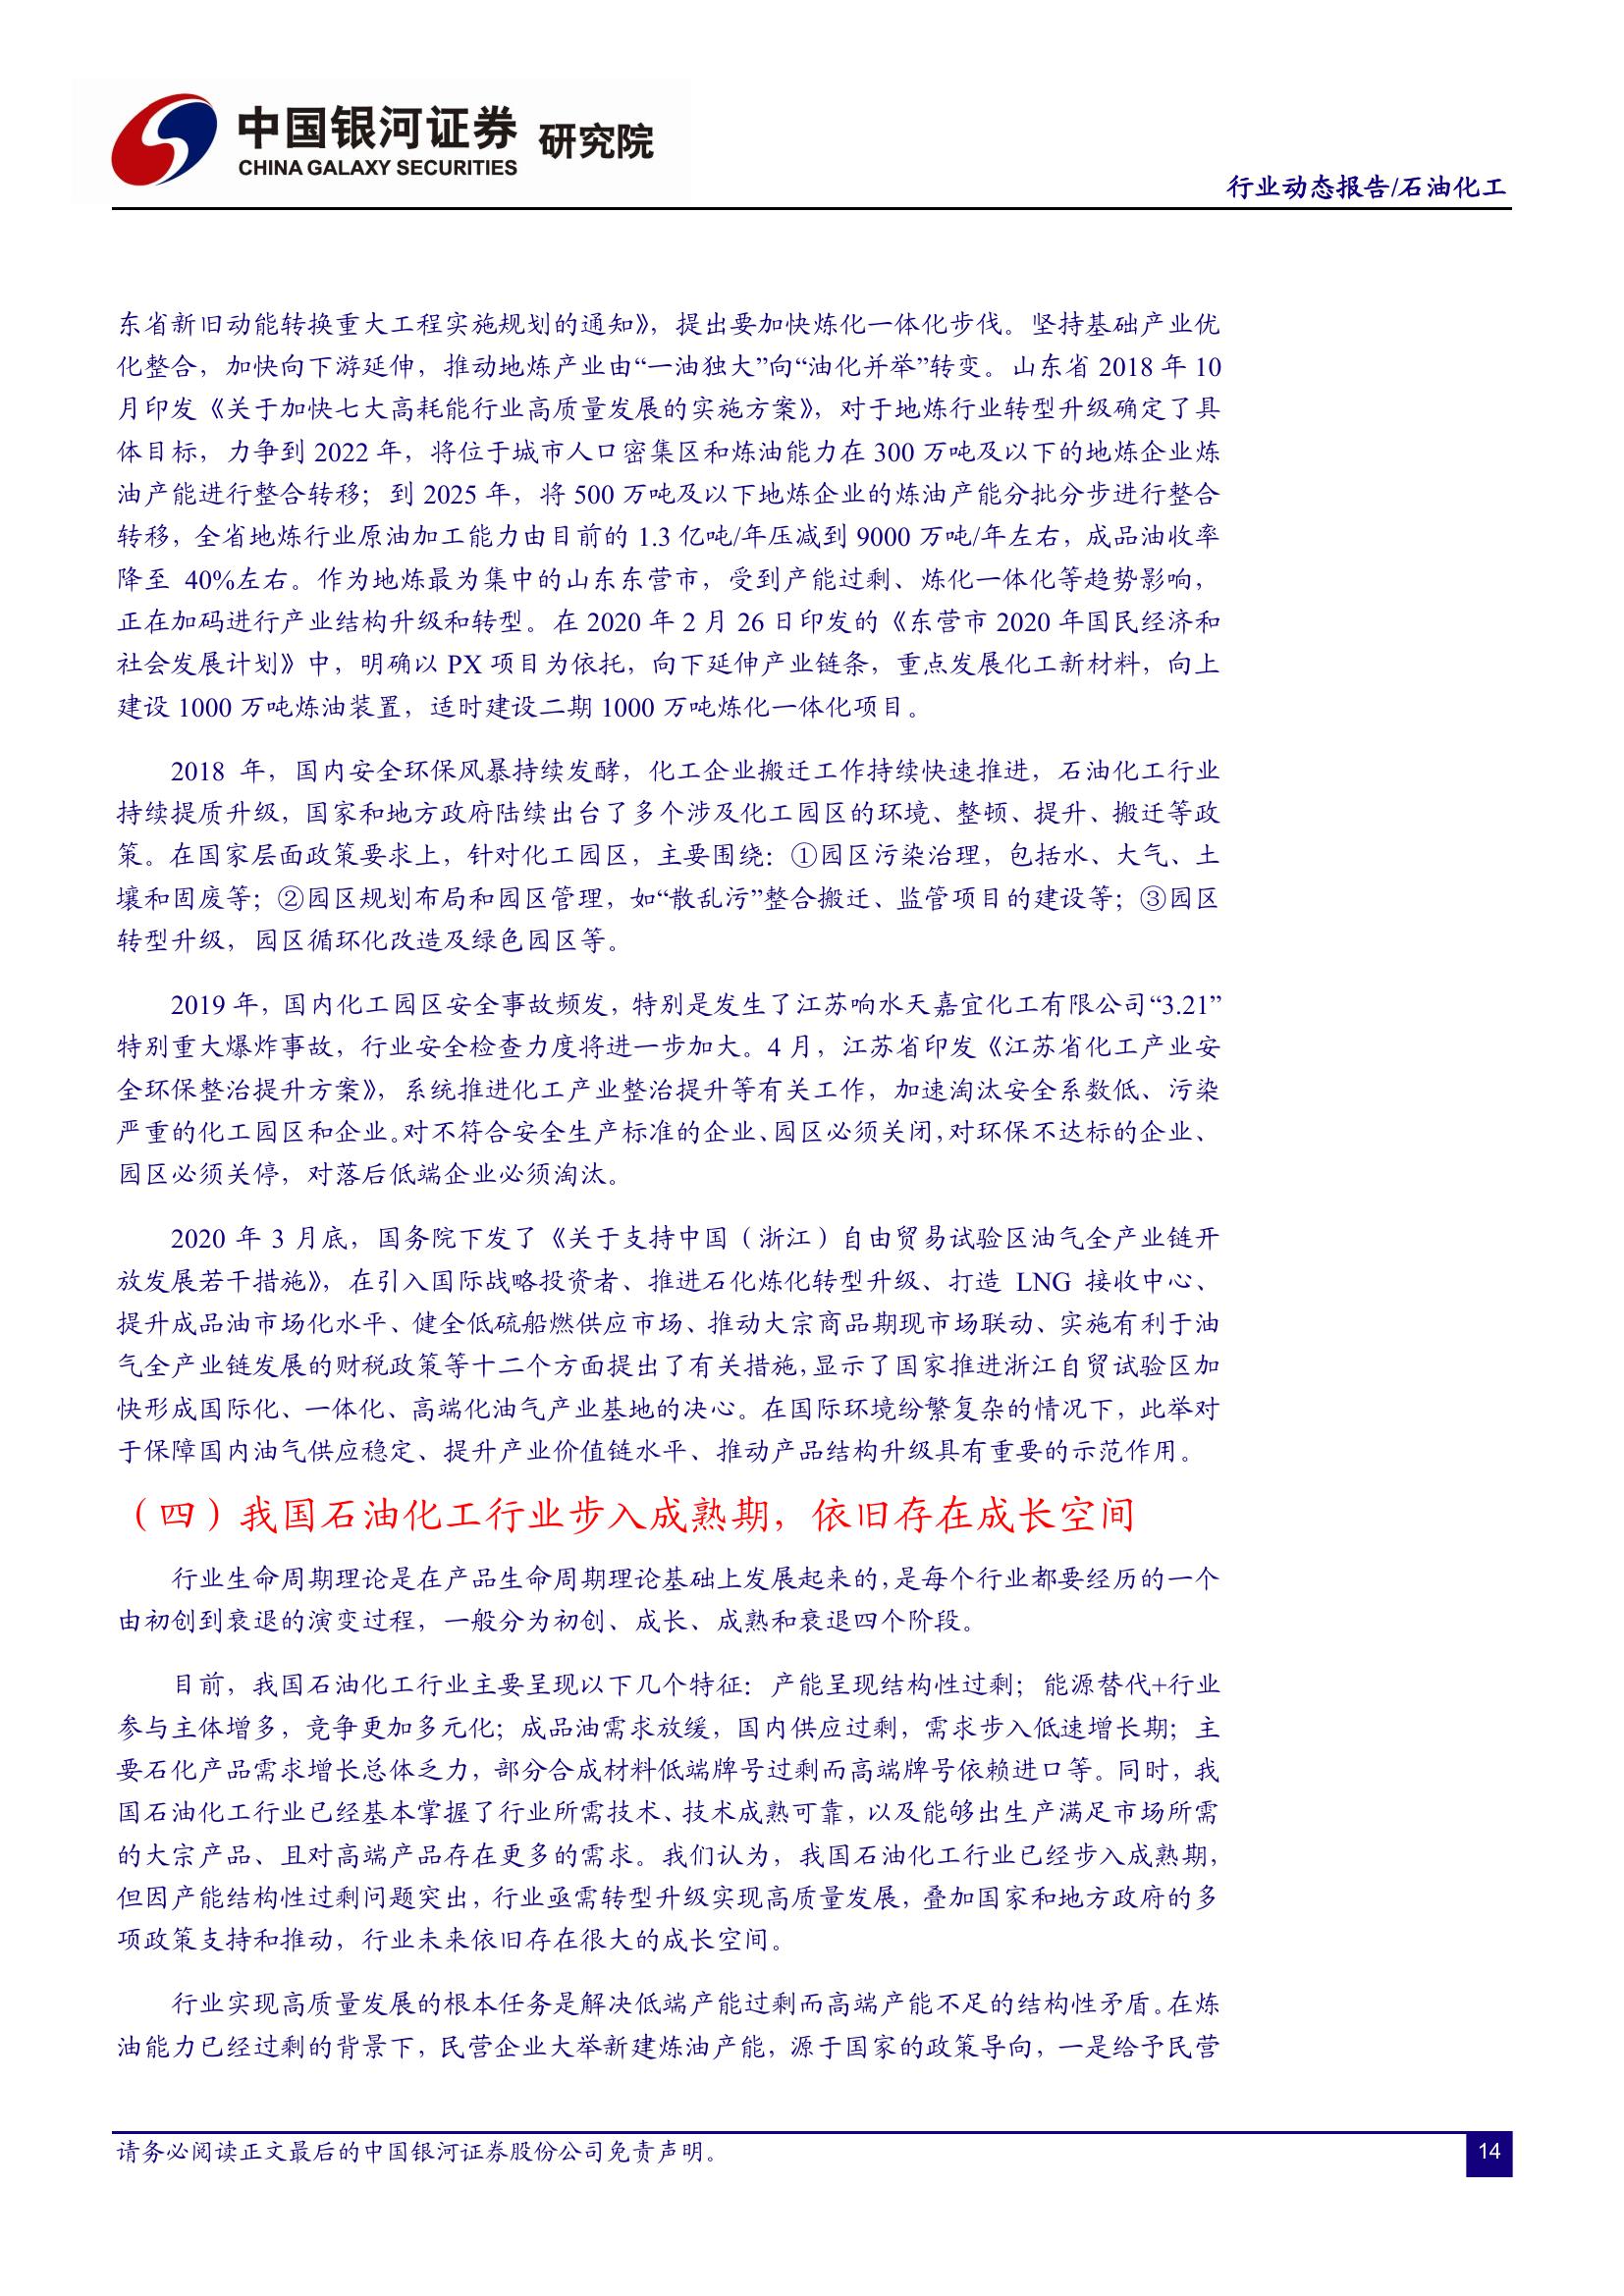 中国银河证券 研究院
CHINA GALAXY SECURITIES
行业动态报告/石油化工
东省新旧动能转换重大工程实施规划的通知》，提出要加快炼化一体化步伐。坚持基础产业优
化整合，加快向下游延伸，推动地炼产业由“一油独大”向“油化并举”转变。山东省 2018 年 10
月印发《关于加快七大高耗能行业高质量发展的实施方案》，对于地炼行业转型升级确定了具
体目标，力争到 2022 年，将位于城市人口密集区和炼油能力在 300 万吨及以下的地炼企业炼
油产能进行整合转移；到 2025 年，将 500 万吨及以下地炼企业的炼油产能分批分步进行整合
转移，全省地炼行业原油加工能力由目前的 1.3 亿吨/年压减到 9000 万吨/年左右，成品油收率
降至 40%左右。作为地炼最为集中的山东东营市，受到产能过剩、炼化一体化等趋势影响，
正在加码进行产业结构升级和转型。在 2020 年 2 月 26 日印发的《东营市 2020 年国民经济和
社会发展计划》中，明确以 PX 项目为依托，向下延伸产业链条，重点发展化工新材料，向上
建设 1000 万吨炼油装置，适时建设二期 1000 万吨炼化一体化项目。
2018 年，国内安全环保风暴持续发酵，化工企业搬迁工作持续快速推进，石油化工行业
持续提质升级，国家和地方政府陆续出台了多个涉及化工园区的环境、整顿、提升、搬迁等政
策。在国家层面政策要求上，针对化工园区，主要围绕：①园区污染治理，包括水、大气、土
壤和固废等；②园区规划布局和园区管理，如“散乱污”整合搬迁、监管项目的建设等；③园区
转型升级，园区循环化改造及绿色园区等。
2019 年，国内化工园区安全事故频发，特别是发生了江苏响水天嘉宜化工有限公司“3.21”
特别重大爆炸事故，行业安全检查力度将进一步加大。4 月，江苏省印发《江苏省化工产业安
全环保整治提升方案》，系统推进化工产业整治提升等有关工作，加速淘汰安全系数低、污染
严重的化工园区和企业。对不符合安全生产标准的企业、园区必须关闭，对环保不达标的企业、
园区必须关停，对落后低端企业必须淘汰。
2020 年 3 月底，国务院下发了《关于支持中国（浙江）自由贸易试验区油气全产业链开
放发展若干措施》，在引入国际战略投资者、推进石化炼化转型升级、打造 LNG 接收中心、
提升成品油市场化水平、健全低硫船燃供应市场、推动大宗商品期现市场联动、实施有利于油
气全产业链发展的财税政策等十二个方面提出了有关措施，显示了国家推进浙江自贸试验区加
快形成国际化、一体化、高端化油气产业基地的决心。在国际环境纷繁复杂的情况下，此举对
于保障国内油气供应稳定、提升产业价值链水平、推动产品结构升级具有重要的示范作用。
（四）我国石油化工行业步入成熟期，依旧存在成长空间
行业生命周期理论是在产品生命周期理论基础上发展起来的，是每个行业都要经历的一个
由初创到衰退的演变过程，一般分为初创、成长、成熟和衰退四个阶段。
目前，我国石油化工行业主要呈现以下几个特征：产能呈现结构性过剩；能源替代+行业
参与主体增多，竞争更加多元化；成品油需求放缓，国内供应过剩，需求步入低速增长期；主
要石化产品需求增长总体乏力，部分合成材料低端牌号过剩而高端牌号依赖进口等。同时，我
国石油化工行业已经基本掌握了行业所需技术、技术成熟可靠，以及能够出生产满足市场所需
的大宗产品、且对高端产品存在更多的需求。我们认为，我国石油化工行业已经步入成熟期，
但因产能结构性过剩问题突出，行业亟需转型升级实现高质量发展，叠加国家和地方政府的多
项政策支持和推动，行业未来依旧存在很大的成长空间。
行业实现高质量发展的根本任务是解决低端产能过剩而高端产能不足的结构性矛盾。在炼
油能力已经过剩的背景下，民营企业大举新建炼油产能，源于国家的政策导向，一是给予民营
请务必阅读正文最后的中国银河证券股份公司免责声明。
14